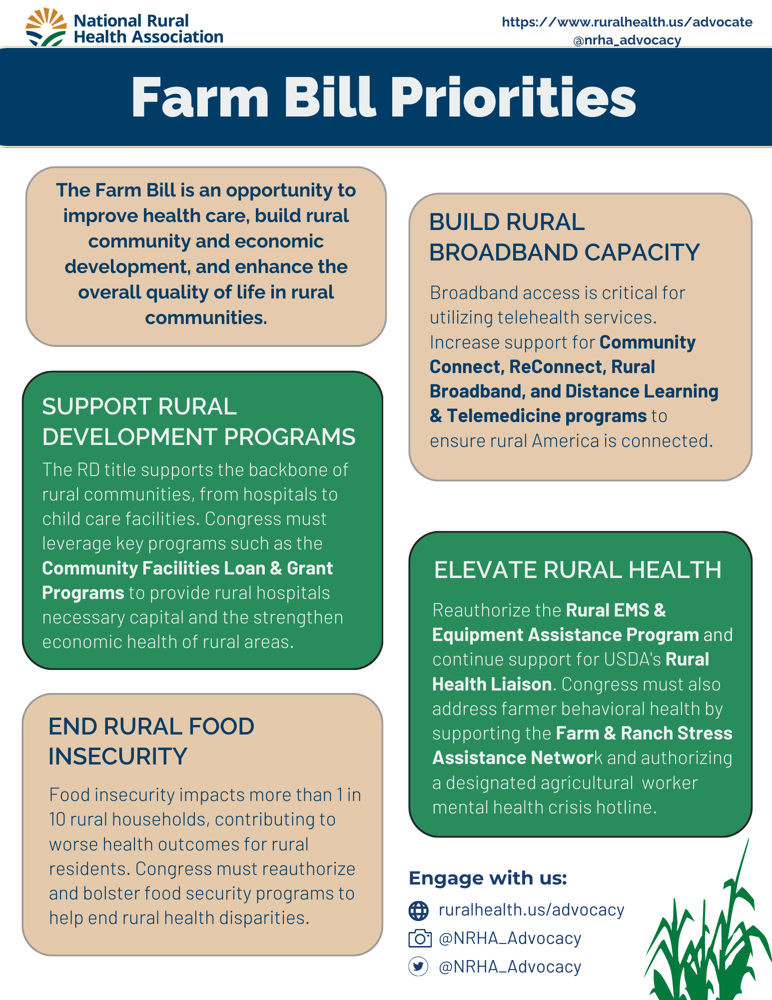 National Rural
Health Association
https://www.ruralhealth.us/advocate
@nrha_advocacy
Farm Bill Priorities
The Farm Bill is an opportunity to
improve health care, build rural
community and economic
development, and enhance the
overall quality of life in rural
communities.
SUPPORT RURAL
DEVELOPMENT PROGRAMS
The RD title supports the backbone of
rural communities, from hospitals to
child care facilities. Congress must
leverage key programs such as the
Community Facilities Loan & Grant
Programs to provide rural hospitals
necessary capital and the strengthen
economic health of rural areas.
END RURAL FOOD
INSECURITY
Food insecurity impacts more than 1 in
10 rural households, contributing to
worse health outcomes for rural
residents. Congress must reauthorize
and bolster food security programs to
help end rural health disparities.
BUILD RURAL
BROADBAND CAPACITY
Broadband access is critical for
utilizing telehealth services.
Increase support for Community
Connect, ReConnect, Rural
Broadband, and Distance Learning
& Telemedicine programs to
ensure rural America is connected.
ELEVATE RURAL HEALTH
Reauthorize the Rural EMS &
Equipment Assistance Program and
continue support for USDA's Rural
Health Liaison. Congress must also
address farmer behavioral health by
supporting the Farm & Ranch Stress
Assistance Network and authorizing
a designated agricultural  worker
mental health crisis hotline.
Engage with us:
ruralhealth.us/advocacy
@NRHA_Advocacy
@NRHA_Advocacy